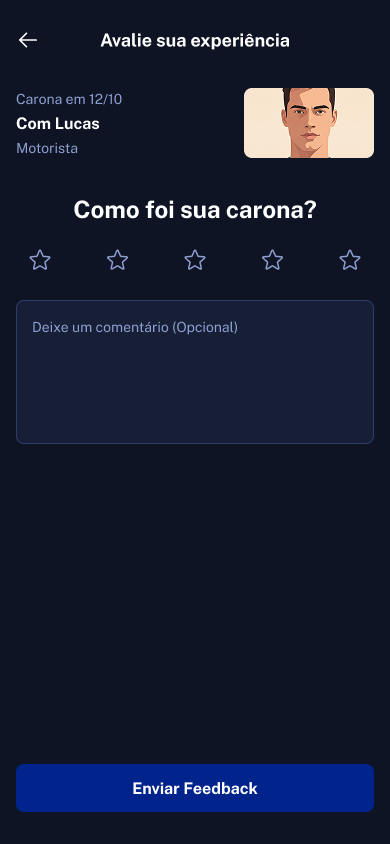 Avalie sua experiência
Carona em 12/10
Com Lucas
Motorista
Como foi sua carona?
Deixe um comentário (Opcional)
Enviar Feedback